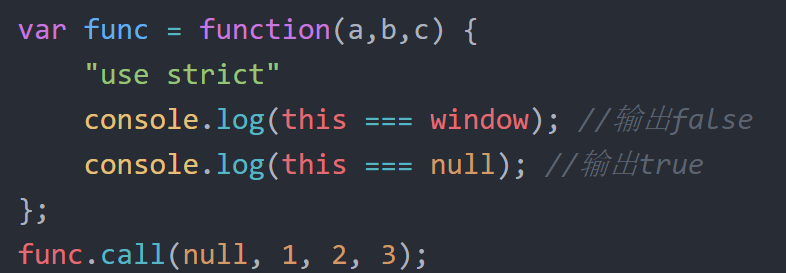 var func = function(a,b,c) {
    "use strict"
    console.log(this === window); //输出false
    console.log(this === null); //输出true
};
func.call(null, 1, 2, 3);